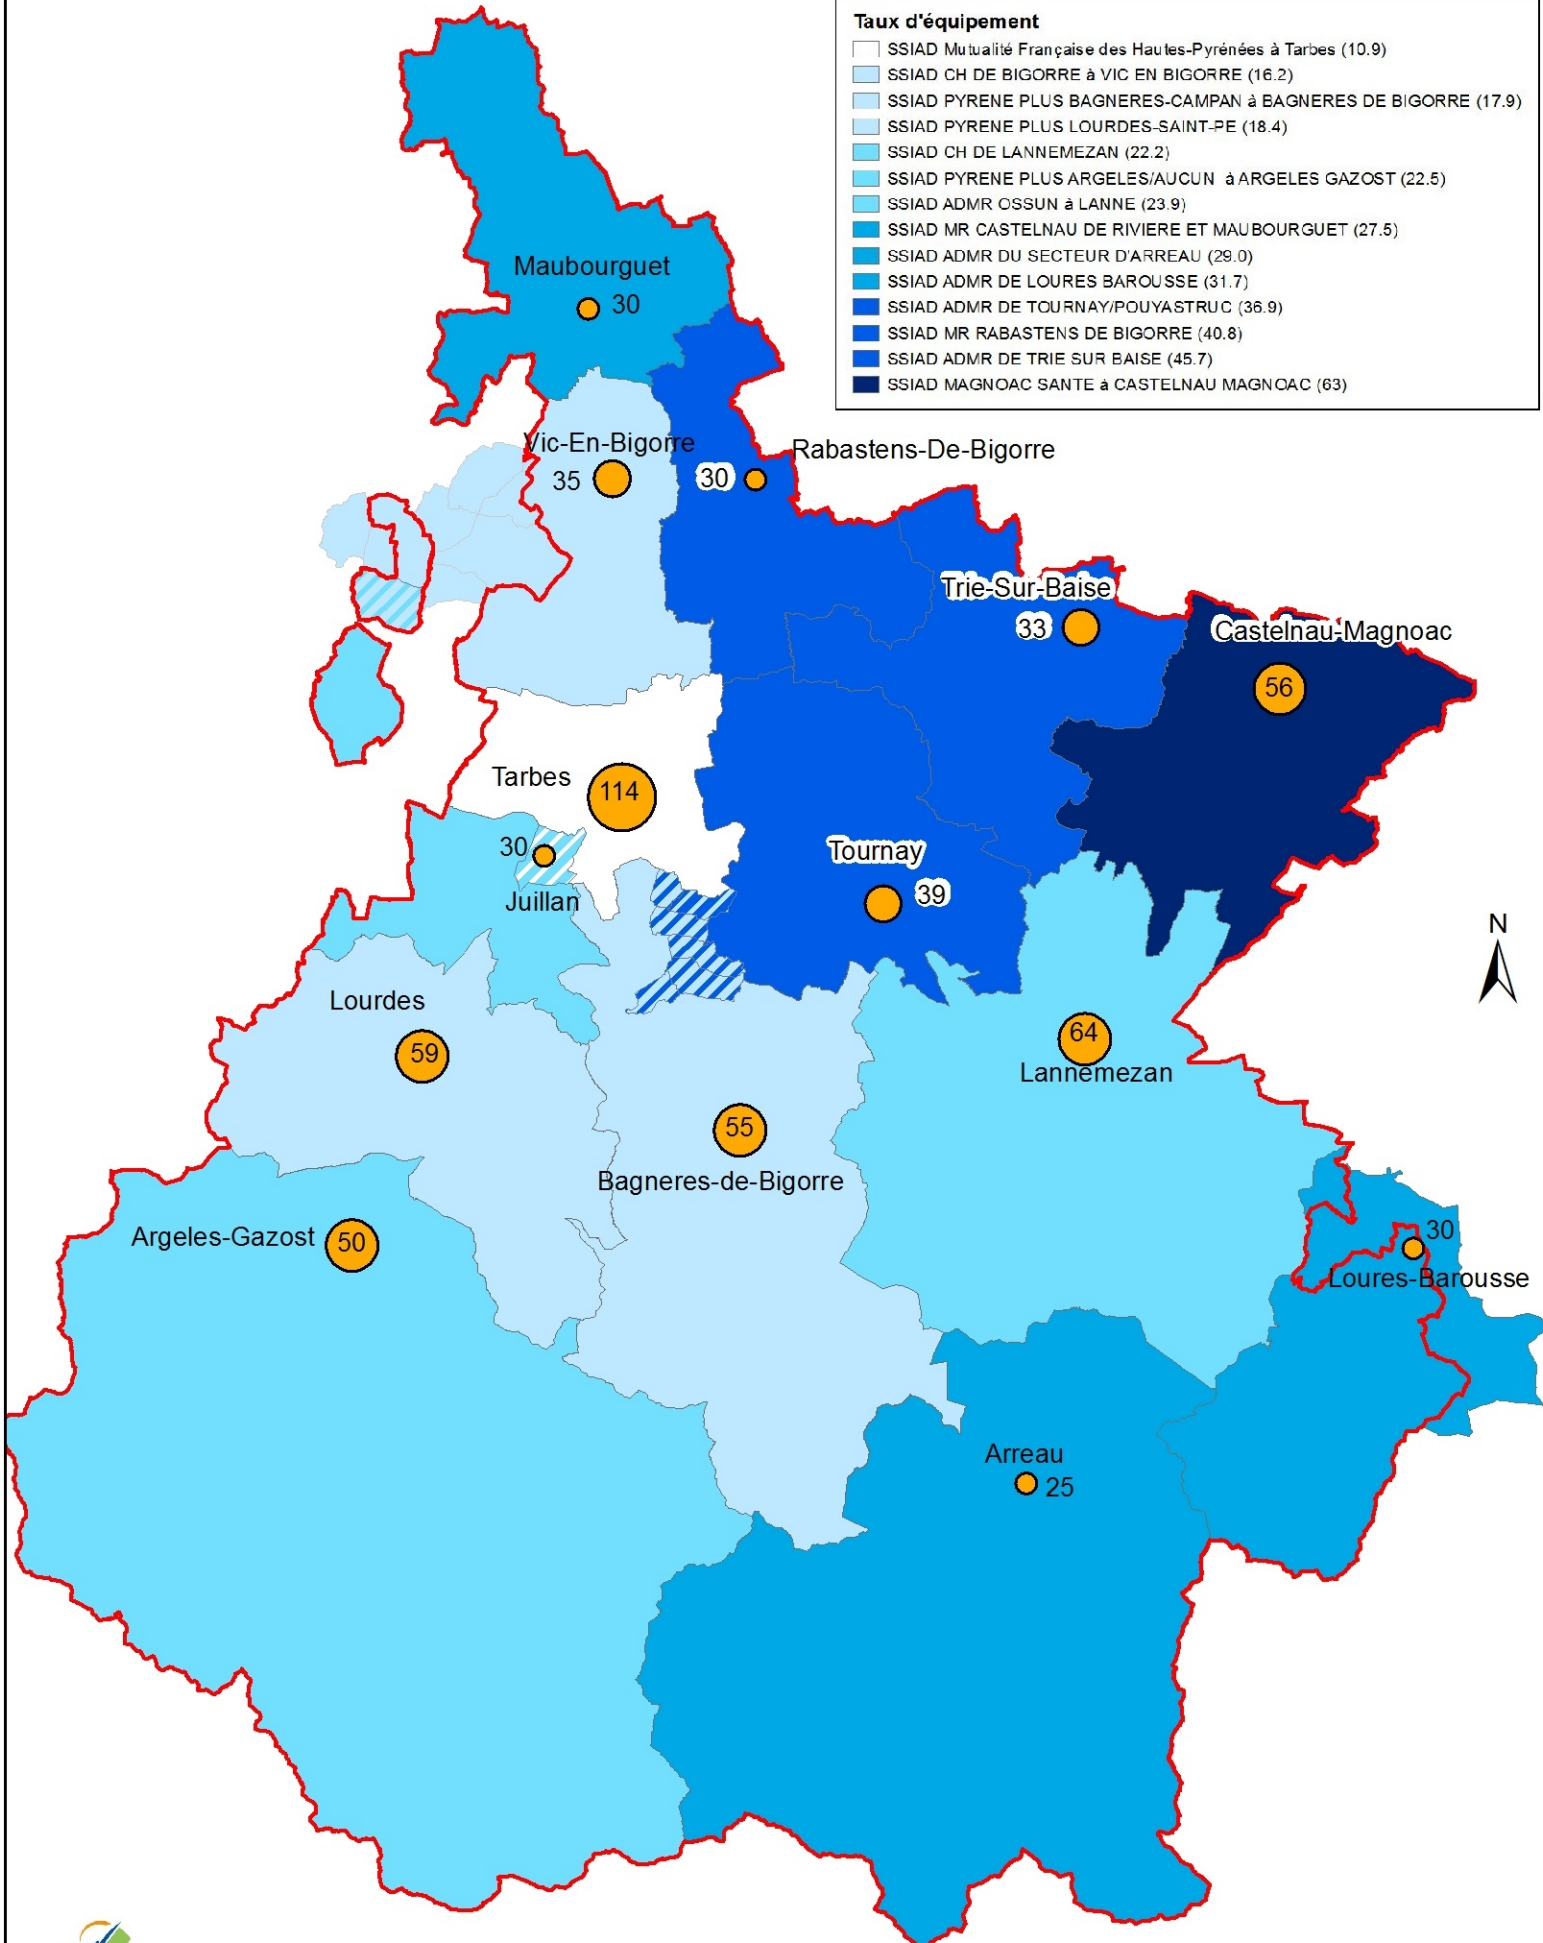 Taux d'équipement
SSIAD Mutualité Française des Hautes-Pyrénées à Tarbes (10.9)
SSIAD CH DE BIGORRE à VIC EN BIGORRE (16.2)
SSIAD PYRENE PLUS BAGNERES-CAMPAN à BAGNERES DE BIGORRE (17.9)
SSIAD PYRENE PLUS LOURDES-SAINT-PE (18.4)
SSIAD CH DE LANNEMEZAN (22.2)
SSIAD PYRENE PLUS ARGELES/AUCUN à ARGELES GAZOST (22.5)
SSIAD ADMR OSSUN à LANNE (23.9)
SSIAD MR CASTELNAU DE RIVIERE ET MAUBOURGUET (27.5)
SSIAD ADMR DU SECTEUR D'ARREAU (29.0)
SSIAD ADMR DE LOURES BAROUSSE (31.7)
SSIAD ADMR DE TOURNAY/POUYASTRUC (36.9)
SSIAD MR RABASTENS DE BIGORRE (40.8)
SSIAD ADMR DE TRIE SUR BAISE (45.7)
SSIAD MAGNOAC SANTE à CASTELNAU MAGNOAC (63)
Maubourguet
30
Vic-En-Bigorre
35
Rabastens-De-Bigorre
30
Trie-Sur-Baise
33
Castelnau-Magnoac
56
Tarbes
114
30
Juillan
Tournay
39
N
Lourdes
59
64
Lannemezan
55
Bagneres-de-Bigorre
Argeles-Gazost
50
30
Loures-Barousse
Arreau
25